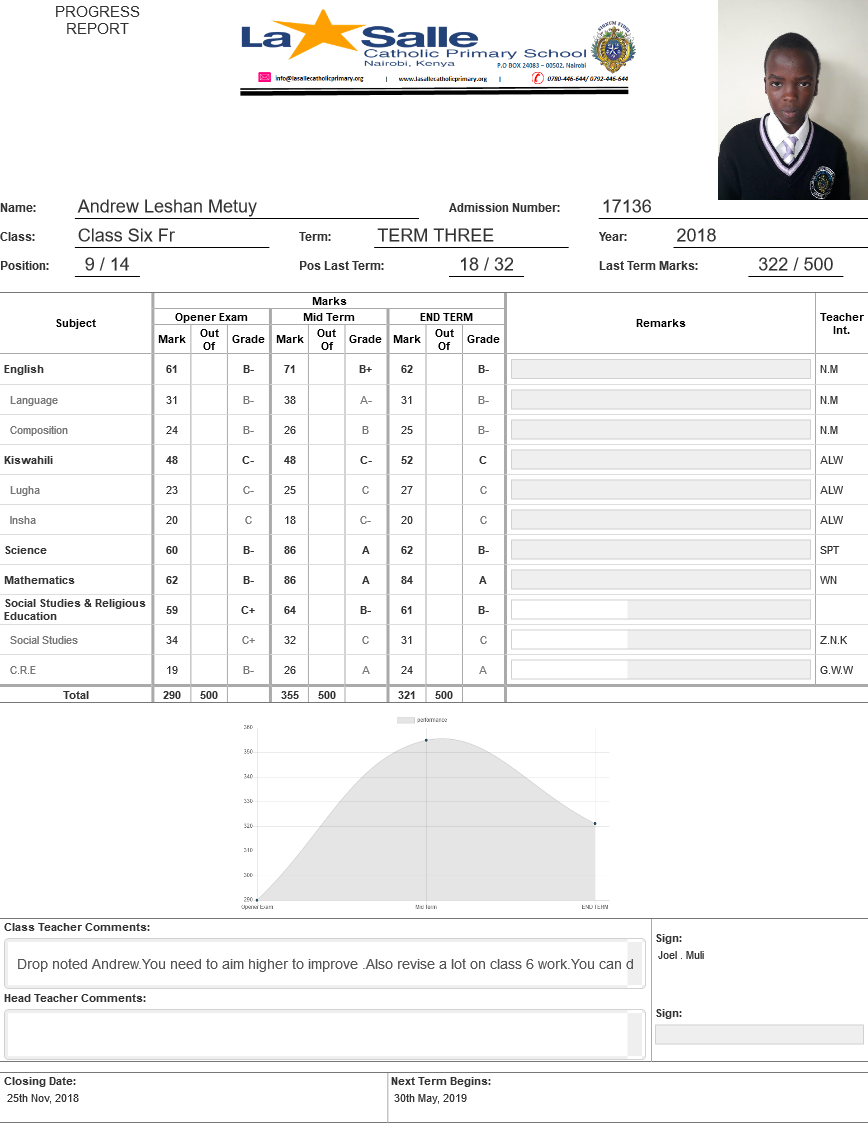 PROGRESS
REPORT
La Salle
Catholic Primary School
Nairobi, Kenya
P.O BOX 24083 – 00502, Nairobi
info@lasallecatholicprimary.org | www.lasallecatholicprimary.org | 0780-446-644/ 0792-446-644
Name: Andrew Leshan Metuy Admission Number: 17136
Class: Class Six Fr Term: TERM THREE Year: 2018
Position: 9 / 14 Pos Last Term: 18 / 32 Last Term Marks: 322 / 500
Subject Marks Remarks Teacher Int.
Opener Exam Mid Term END TERM
Mark Out Of Grade Mark Out Of Grade Mark Out Of Grade
English 61 B- 71 B+ 62 B- N.M
Language 31 B- 38 A- 31 B- N.M
Composition 24 B- 26 B 25 B- N.M
Kiswahili 48 C- 48 C- 52 C ALW
Lugha 23 C- 25 C 27 C ALW
Insha 20 C 18 C- 20 C ALW
Science 60 B- 86 A 62 B- SPT
Mathematics 62 B- 86 A 84 A WN
Social Studies & Religious Education 59 C+ 64 B- 61 B-
Social Studies 34 C+ 32 C 31 C Z.N.K
C.R.E 19 B- 26 A 24 A G.W.W
Total 290 500 355 500 321 500
performance
360
350
340
330
320
310
300
290
Opener Exam Mid Term END TERM
Class Teacher Comments:
Drop noted Andrew.You need to aim higher to improve .Also revise a lot on class 6 work.You can d
Sign:
Joel . Muli
Head Teacher Comments:
Sign:
Closing Date: Next Term Begins:
25th Nov, 2018 30th May, 2019